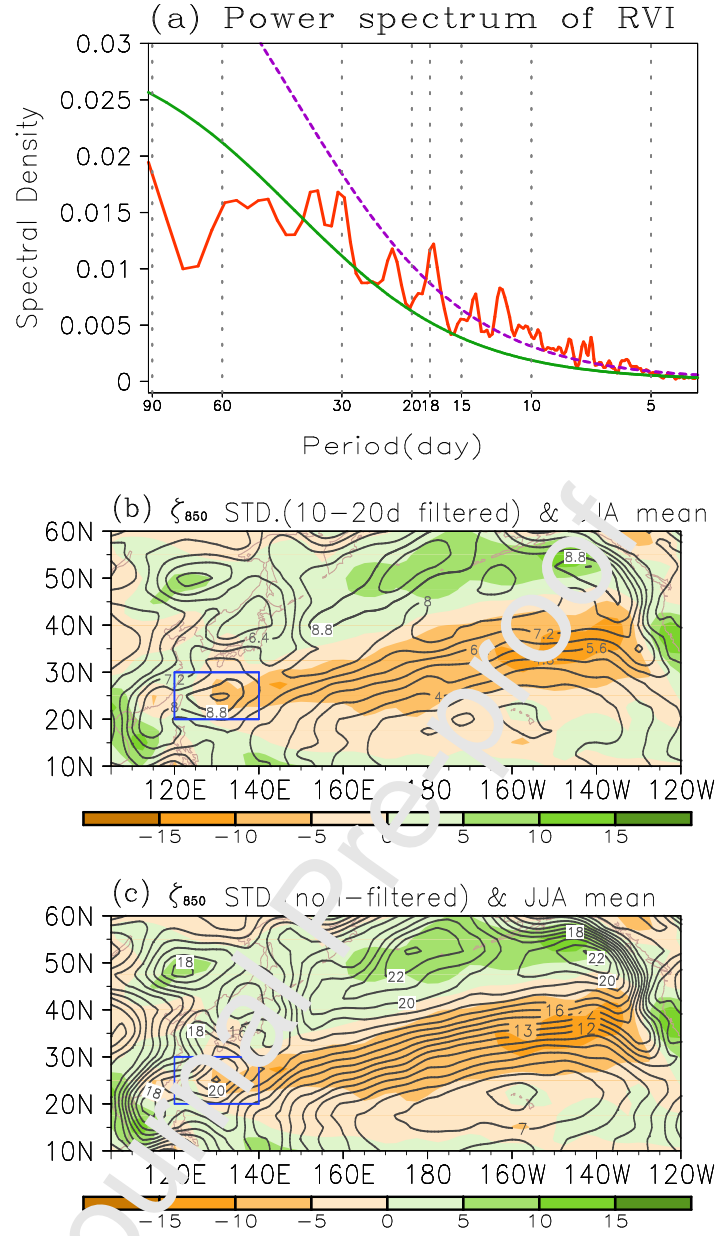 (a) Power spectrum of RVI
0.03
0.025
0.02
0.015
0.01
0.005
0
Spectral Density
90 60 30 20 18 15 10 5
Period(day)
(b) ζ850 STD.(10−20d filtered) & JJA mean
60N
50N
40N
30N
20N
10N
8.8
8
8.8
6.4
7.2
6
5.6
7.2
8
8.8
4
120E 140E 160E 180 160W 140W 120W
−15 −10 −5 0 5 10 15
(c) ζ850 STD.(non−filtered) & JJA mean
60N
50N
40N
30N
20N
10N
18
18
22
22
20
20
18
16
16
13
12
18
20
7
120E 140E 160E 180 160W 140W 120W
−15 −10 −5 0 5 10 15
Journal Pre-proof